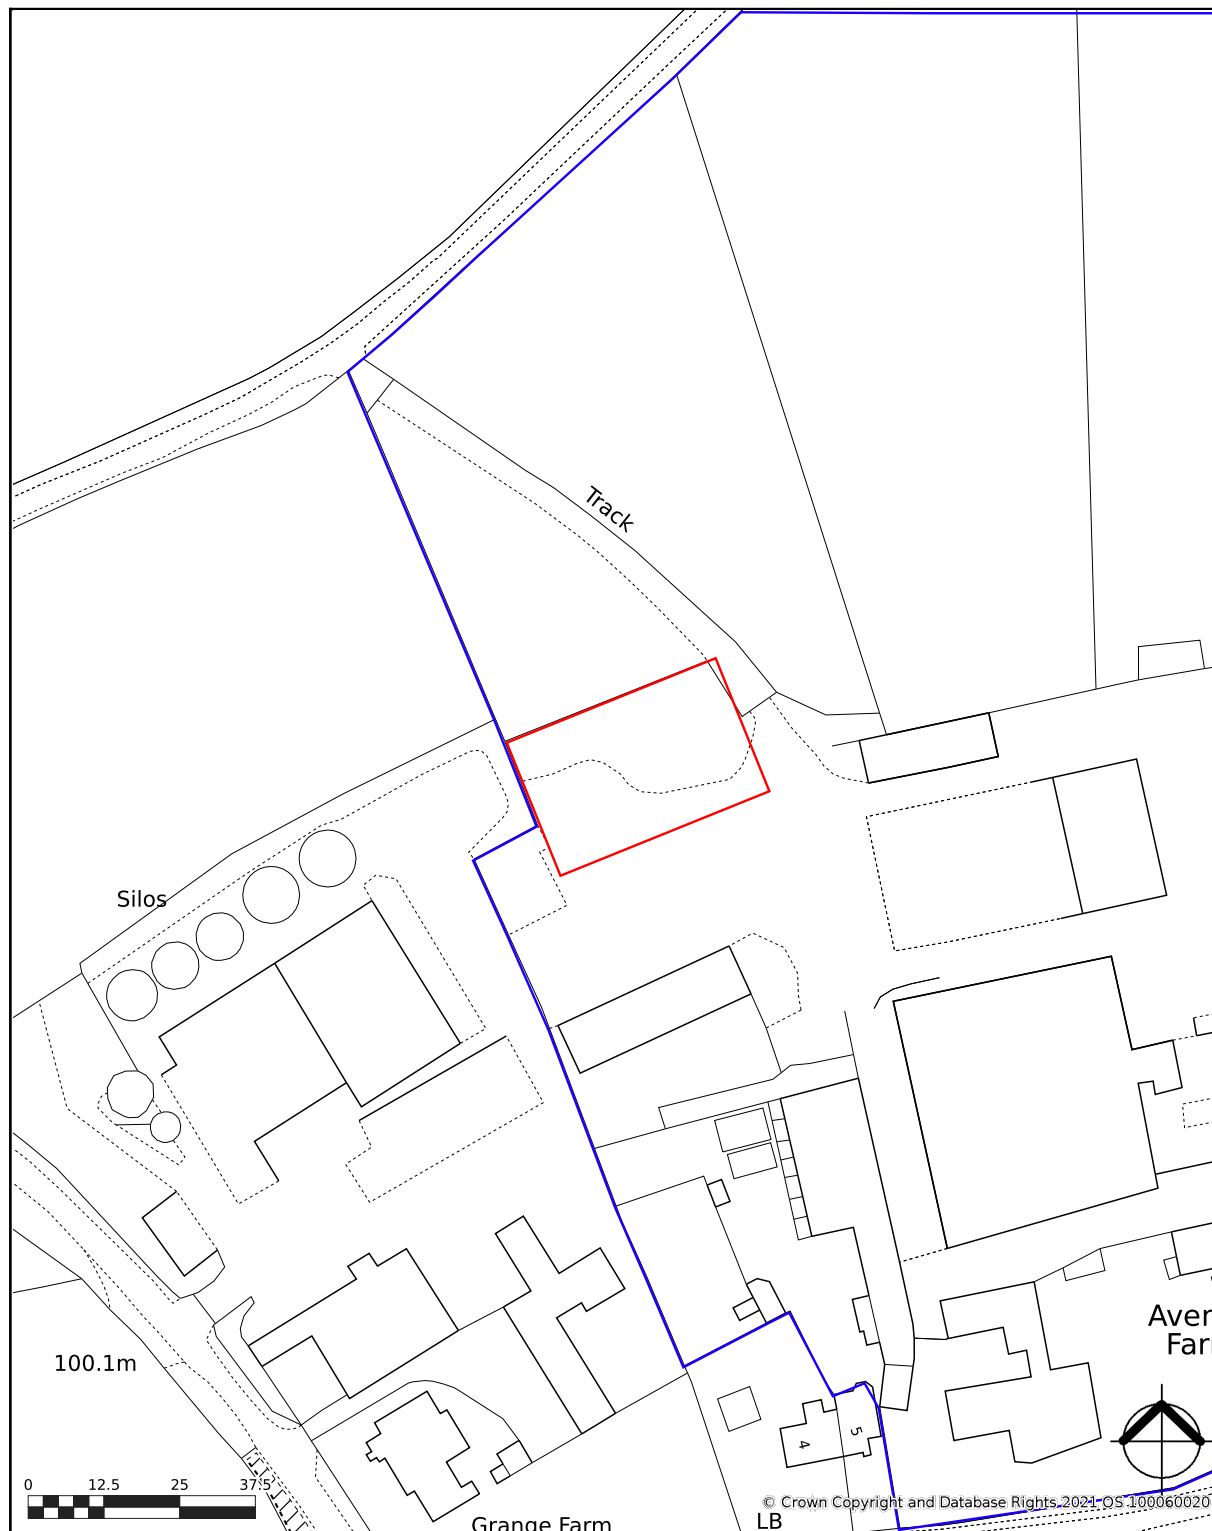 Track
Silos
Aver
Far
100.1m
5
4
0 12.5 25 37.5
© Crown Copyright and Database Rights 2021 OS 100060020
LB
Grange Farm